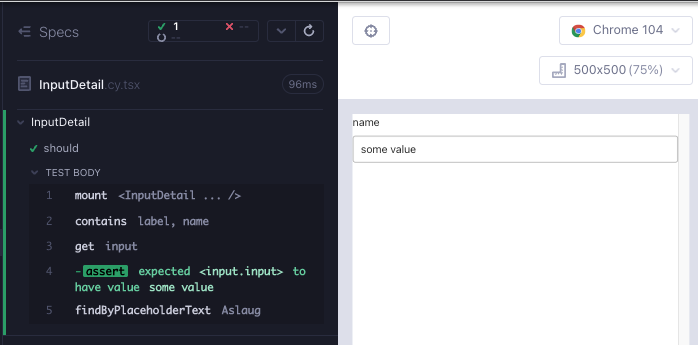 Specs
1
--
--
Chrome 104
500x500 (75%)
InputDetail.cy.tsx
96ms
InputDetail
should
TEST BODY
1 mount <InputDetail ... />
2 contains label, name
3 get input
4 -assert expected <input.input> to
have value some value
5 findByPlaceholderText Aslaug
name
some value